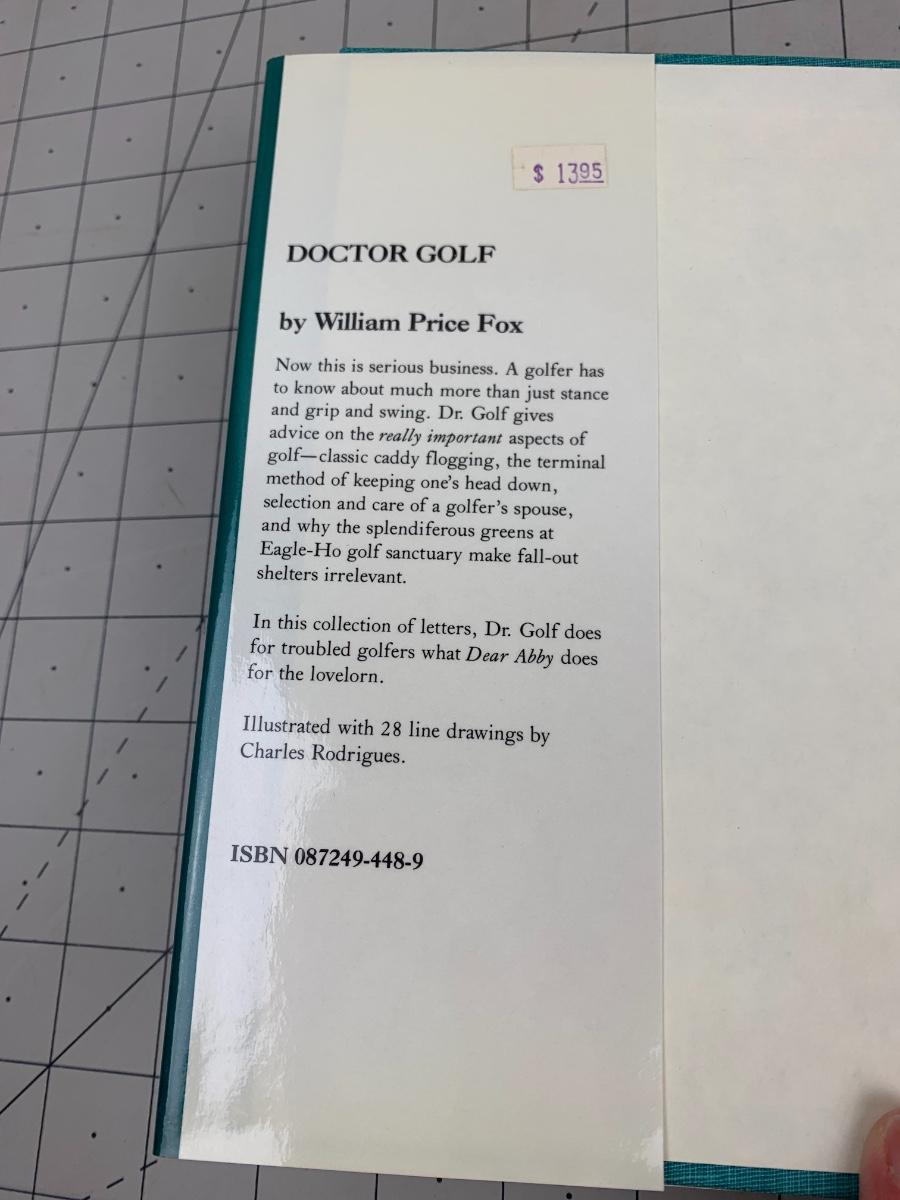 $ 1395
DOCTOR GOLF
by William Price Fox
Now this is serious business. A golfer has
to know about much more than just stance
and grip and swing. Dr. Golf gives
advice on the really important aspects of
golf—classic caddy flogging, the terminal
method of keeping one's head down,
selection and care of a golfer's spouse,
and why the splendiferous greens at
Eagle-Ho golf sanctuary make fall-out
shelters irrelevant.
In this collection of letters, Dr. Golf does
for troubled golfers what Dear Abby does
for the lovelorn.
Illustrated with 28 line drawings by
Charles Rodrigues.
ISBN 087249-448-9